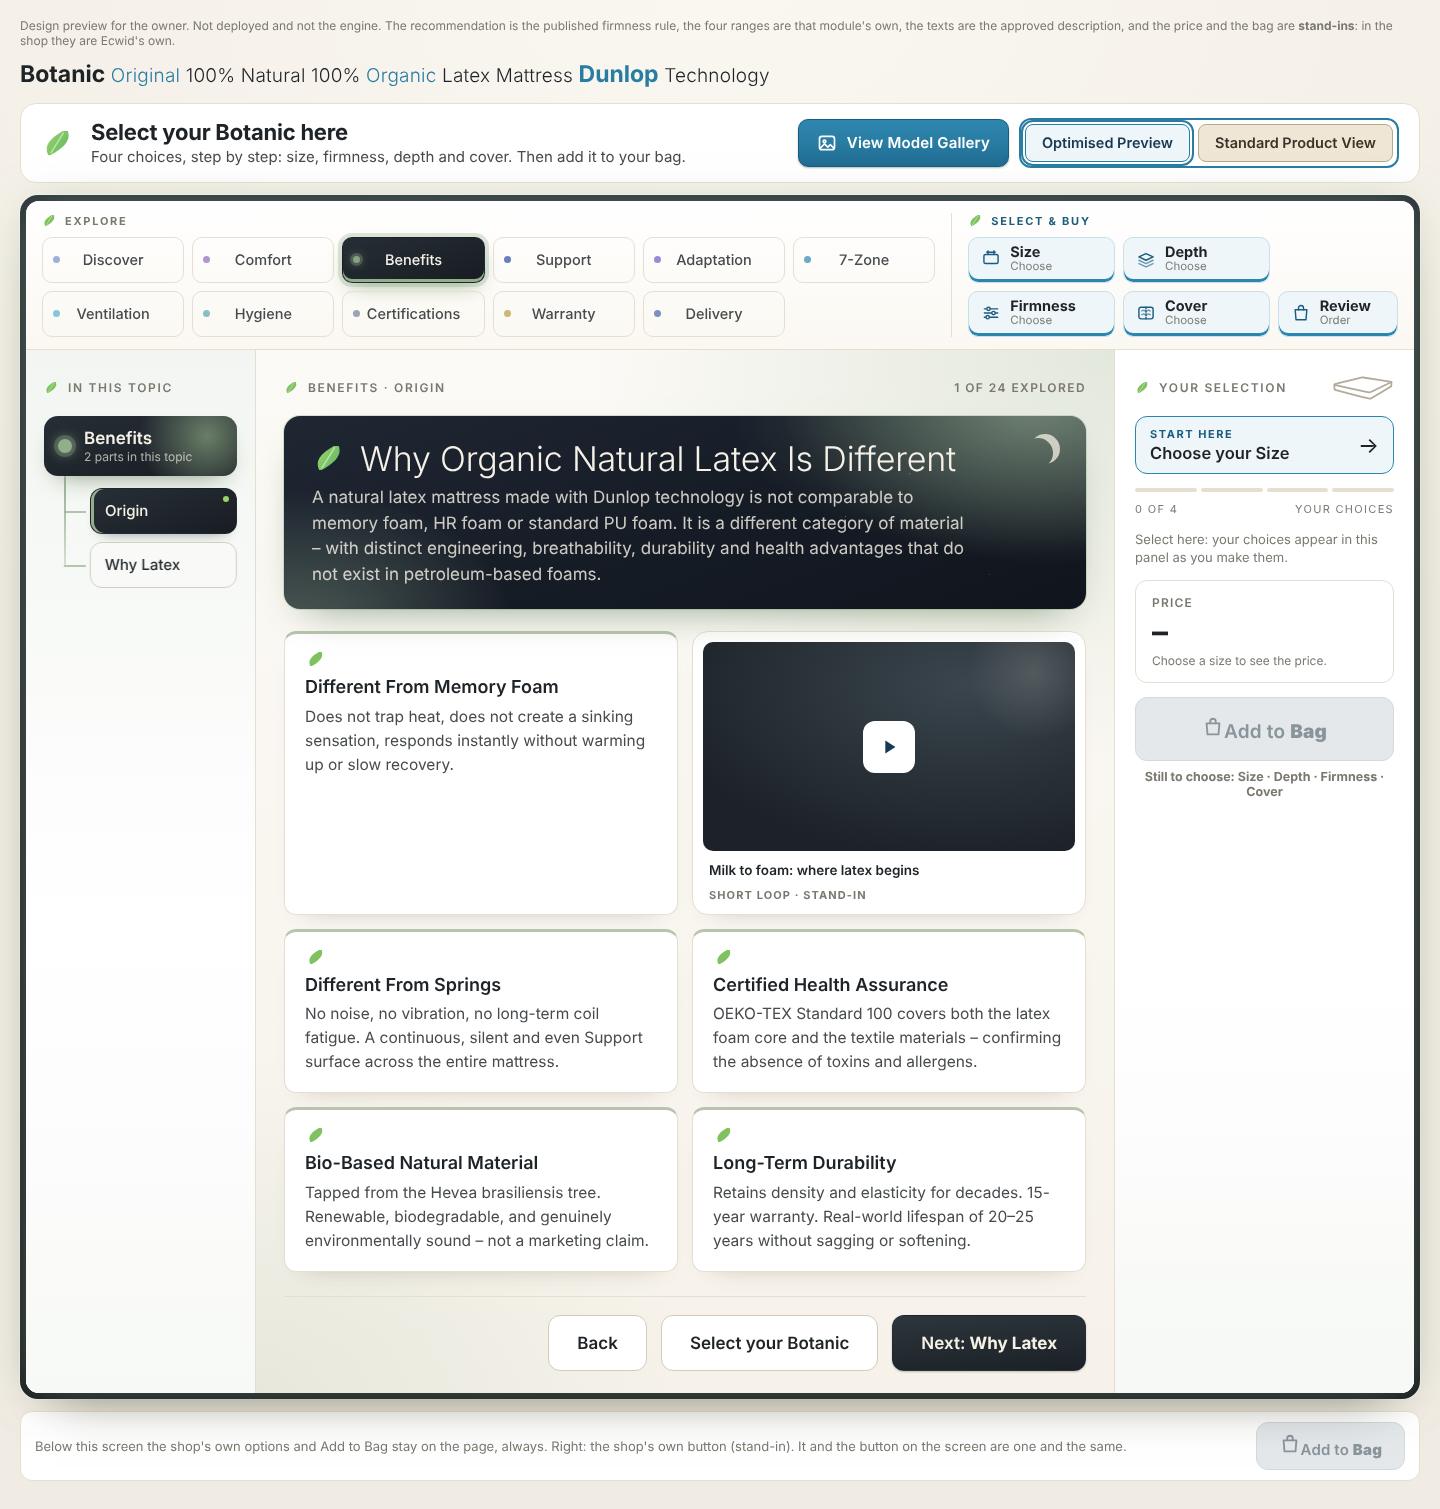 Design preview for the owner. Not deployed and not the engine. The recommendation is the published firmness rule, the four ranges are that module's own, the texts are the approved description, and the price and the bag are stand-ins: in the
shop they are Ecwid's own.
Botanic Original 100% Natural 100% Organic Latex Mattress Dunlop Technology
Select your Botanic here
Four choices, step by step: size, firmness, depth and cover. Then add it to your bag.
View Model Gallery
Optimised Preview
Standard Product View
EXPLORE
Discover
Comfort
Benefits
Support
Adaptation
7-Zone
Ventilation
Hygiene
Certifications
Warranty
Delivery
SELECT & BUY
Size
Choose
Depth
Choose
Firmness
Choose
Cover
Choose
Review
Order
IN THIS TOPIC
Benefits
2 parts in this topic
Origin
Why Latex
BENEFITS · ORIGIN
1 OF 24 EXPLORED
Why Organic Natural Latex Is Different
A natural latex mattress made with Dunlop technology is not comparable to
memory foam, HR foam or standard PU foam. It is a different category of material
– with distinct engineering, breathability, durability and health advantages that do
not exist in petroleum-based foams.
Different From Memory Foam
Does not trap heat, does not create a sinking
sensation, responds instantly without warming
up or slow recovery.
Milk to foam: where latex begins
SHORT LOOP · STAND-IN
Different From Springs
No noise, no vibration, no long-term coil
fatigue. A continuous, silent and even Support
surface across the entire mattress.
Certified Health Assurance
OEKO-TEX Standard 100 covers both the latex
foam core and the textile materials – confirming
the absence of toxins and allergens.
Bio-Based Natural Material
Tapped from the Hevea brasiliensis tree.
Renewable, biodegradable, and genuinely
environmentally sound – not a marketing claim.
Long-Term Durability
Retains density and elasticity for decades. 15-
year warranty. Real-world lifespan of 20–25
years without sagging or softening.
Back
Select your Botanic
Next: Why Latex
YOUR SELECTION
START HERE
Choose your Size
0 OF 4
YOUR CHOICES
Select here: your choices appear in this
panel as you make them.
PRICE
–
Choose a size to see the price.
Add to Bag
Still to choose: Size · Depth · Firmness ·
Cover
Below this screen the shop's own options and Add to Bag stay on the page, always. Right: the shop's own button (stand-in). It and the button on the screen are one and the same.
Add to Bag